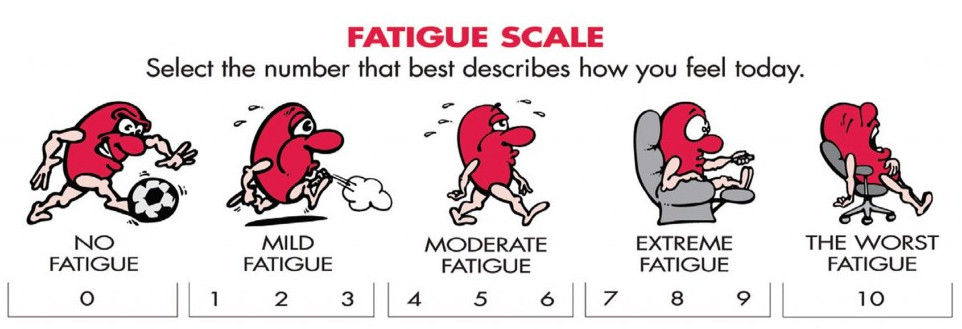 FATIGUE SCALE
Select the number that best describes how you feel today.
NO
FATIGUE
MILD
FATIGUE
MODERATE
FATIGUE
EXTREME
FATIGUE
THE WORST
FATIGUE
0
1 2 3
4 5 6
7 8 9
10